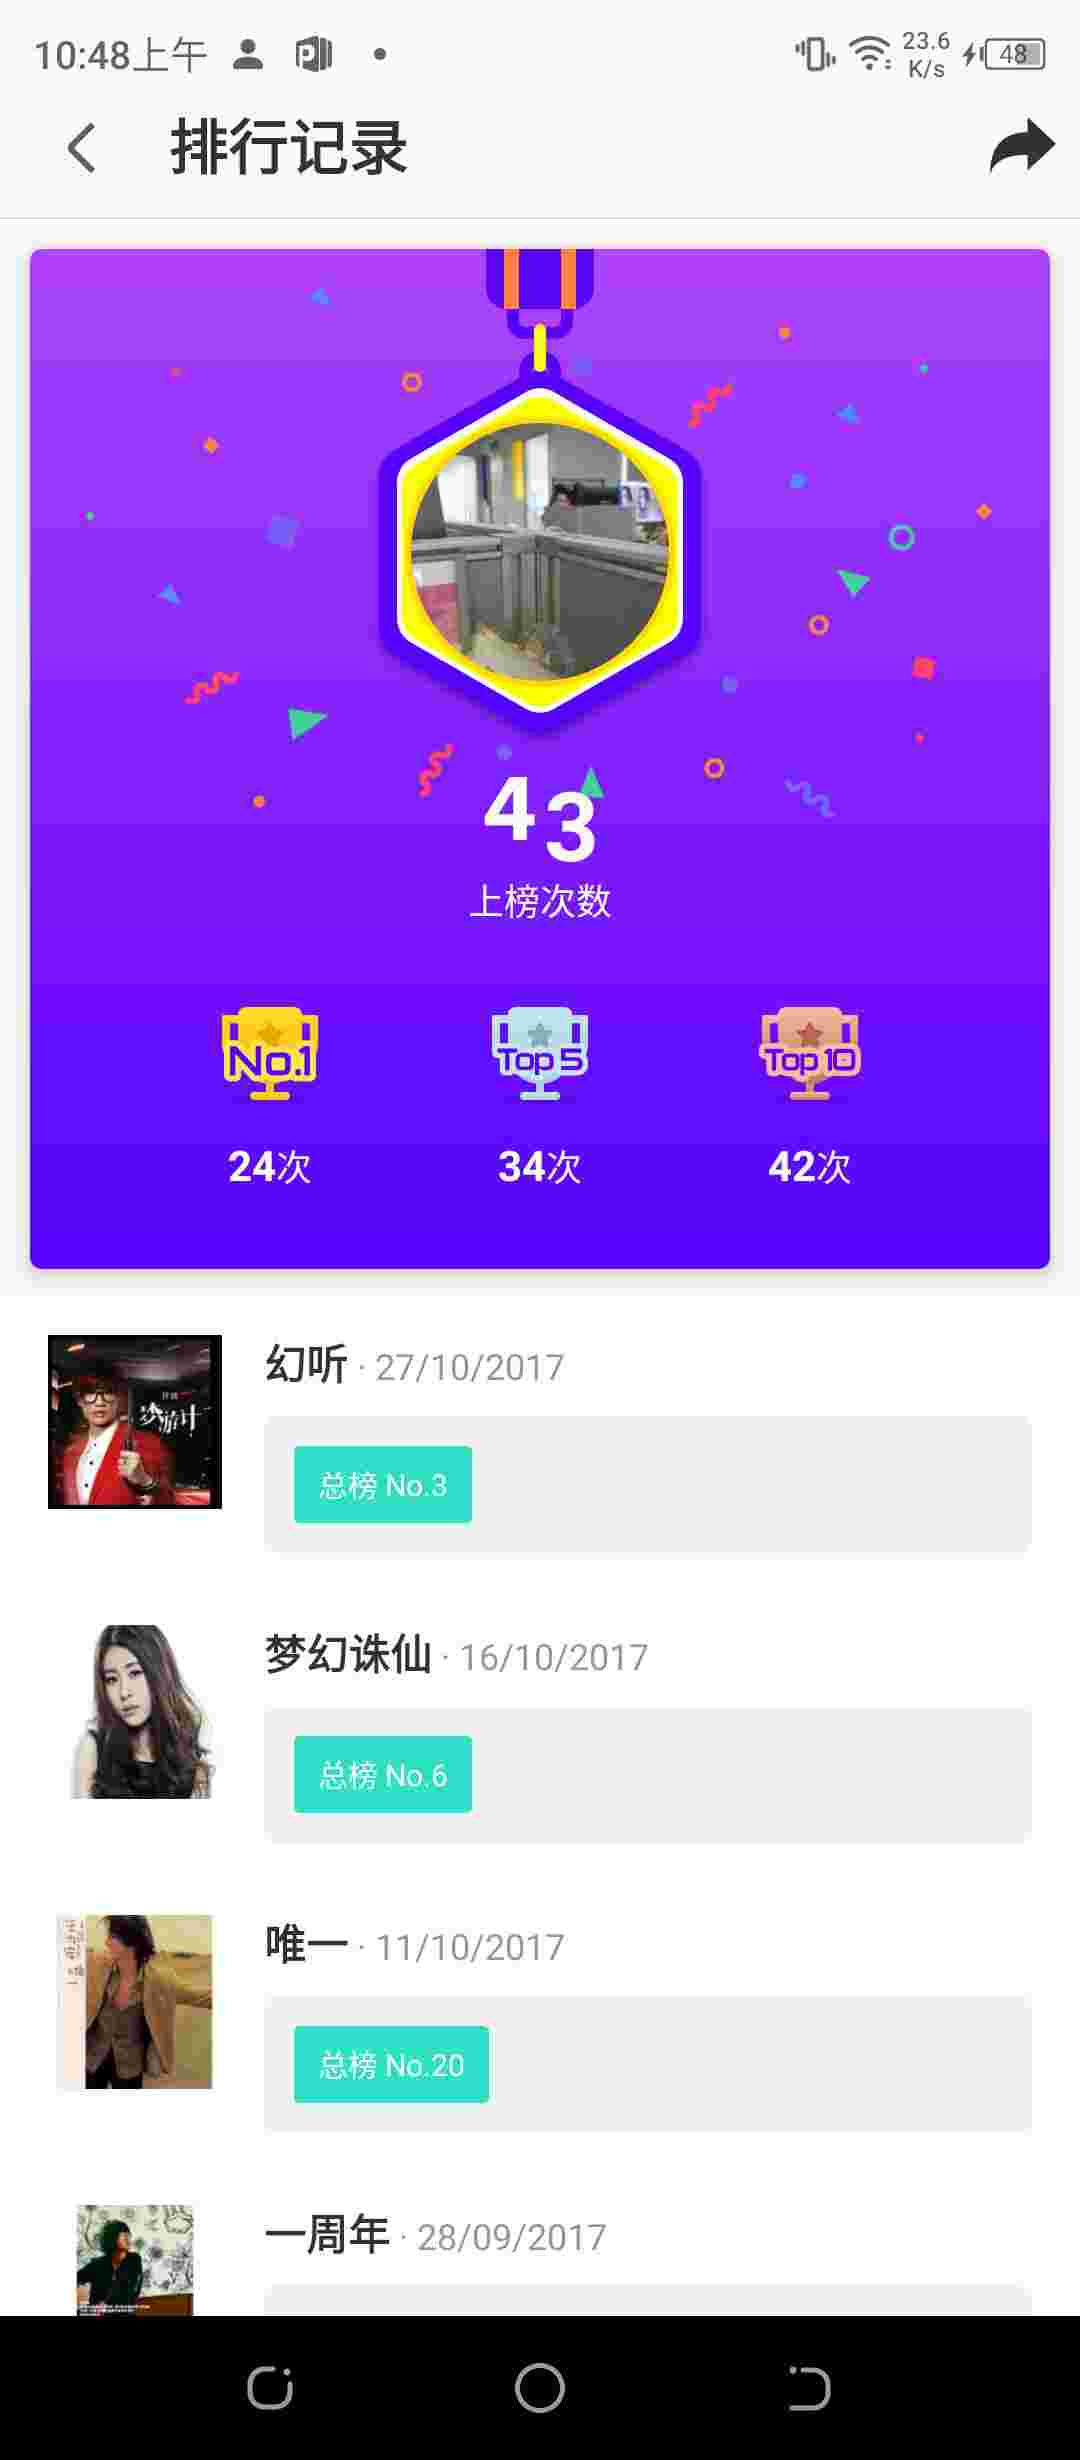 10:48上午
23.6
K/s
48
排行记录
43
上榜次数
No.1
Top 5
Top 10
24次
34次
42次
幻听 · 27/10/2017
总榜 No.3
梦幻诛仙 · 16/10/2017
总榜 No.6
唯一 · 11/10/2017
总榜 No.20
一周年 · 28/09/2017